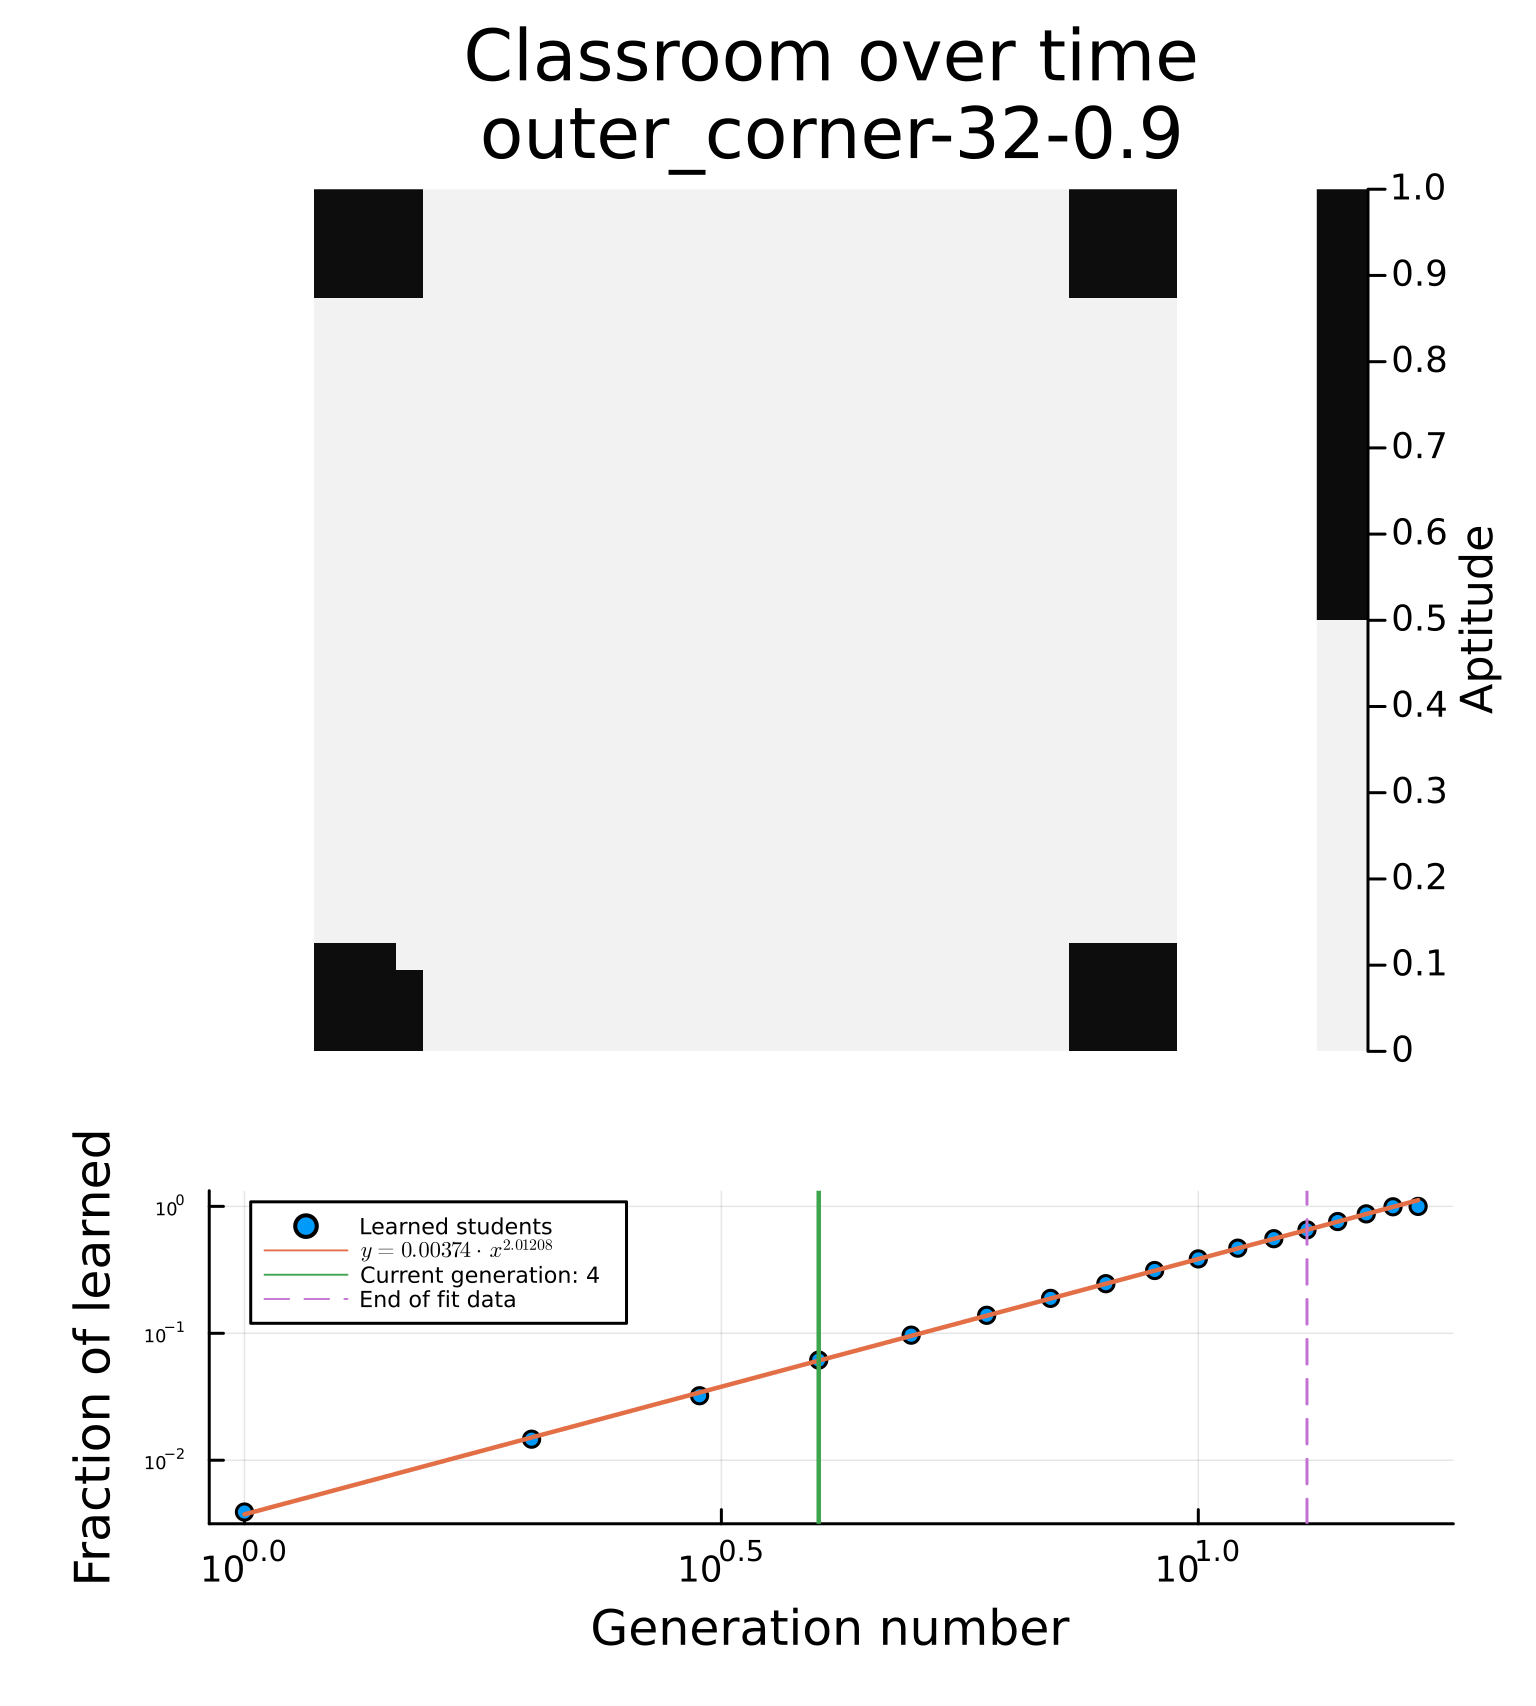 Classroom over time
outer_corner-32-0.9
1.0
0.9
0.8
0.7
0.6
0.5
0.4
0.3
0.2
0.1
0
Aptitude
Fraction of learned
10⁰
10⁻¹
10⁻²
Learned students
y = 0.00374 · x^2.01208
Current generation: 4
End of fit data
10^0.0
10^0.5
10^1.0
Generation number